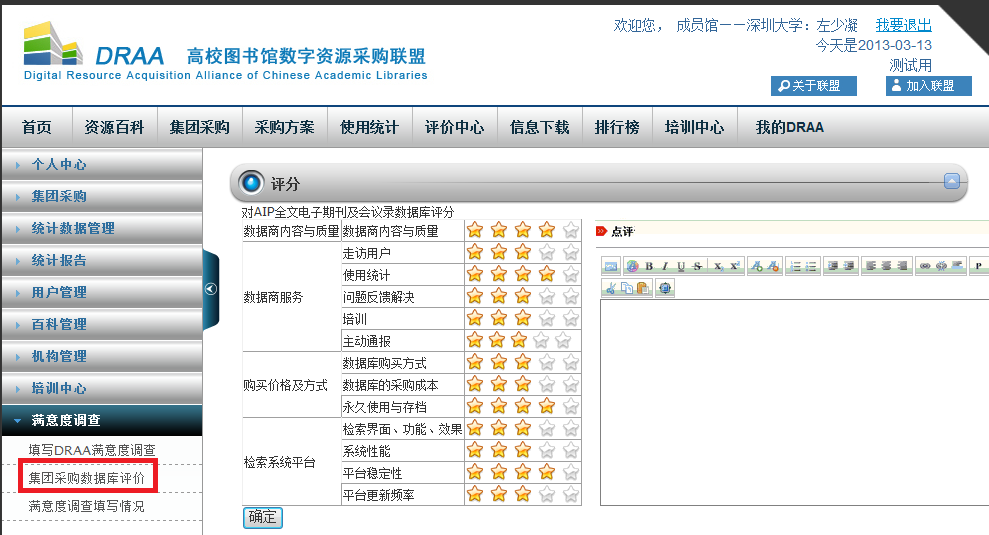 欢迎您， 成员馆－－深圳大学：左少凝 我要退出
今天是2013-03-13
测试用
DRAA 高校图书馆数字资源采购联盟
Digital Resource Acquisition Alliance of Chinese Academic Libraries
关于联盟 加入联盟
首页 资源百科 集团采购 采购方案 使用统计 评价中心 信息下载 排行榜 培训中心 我的DRAA
个人中心
集团采购
统计数据管理
统计报告
用户管理
百科管理
机构管理
培训中心
满意度调查
填写DRAA满意度调查
集团采购数据库评价
满意度调查填写情况
评分
对AIP全文电子期刊及会议录数据库评分
数据商内容与质量 数据商内容与质量
数据商服务
走访用户
使用统计
问题反馈解决
培训
主动通报
购买价格及方式
数据库购买方式
数据库的采购成本
永久使用与存档
检索系统平台
检索界面、功能、效果
系统性能
平台稳定性
平台更新频率
确定
点评
B I U S X₂ X² P